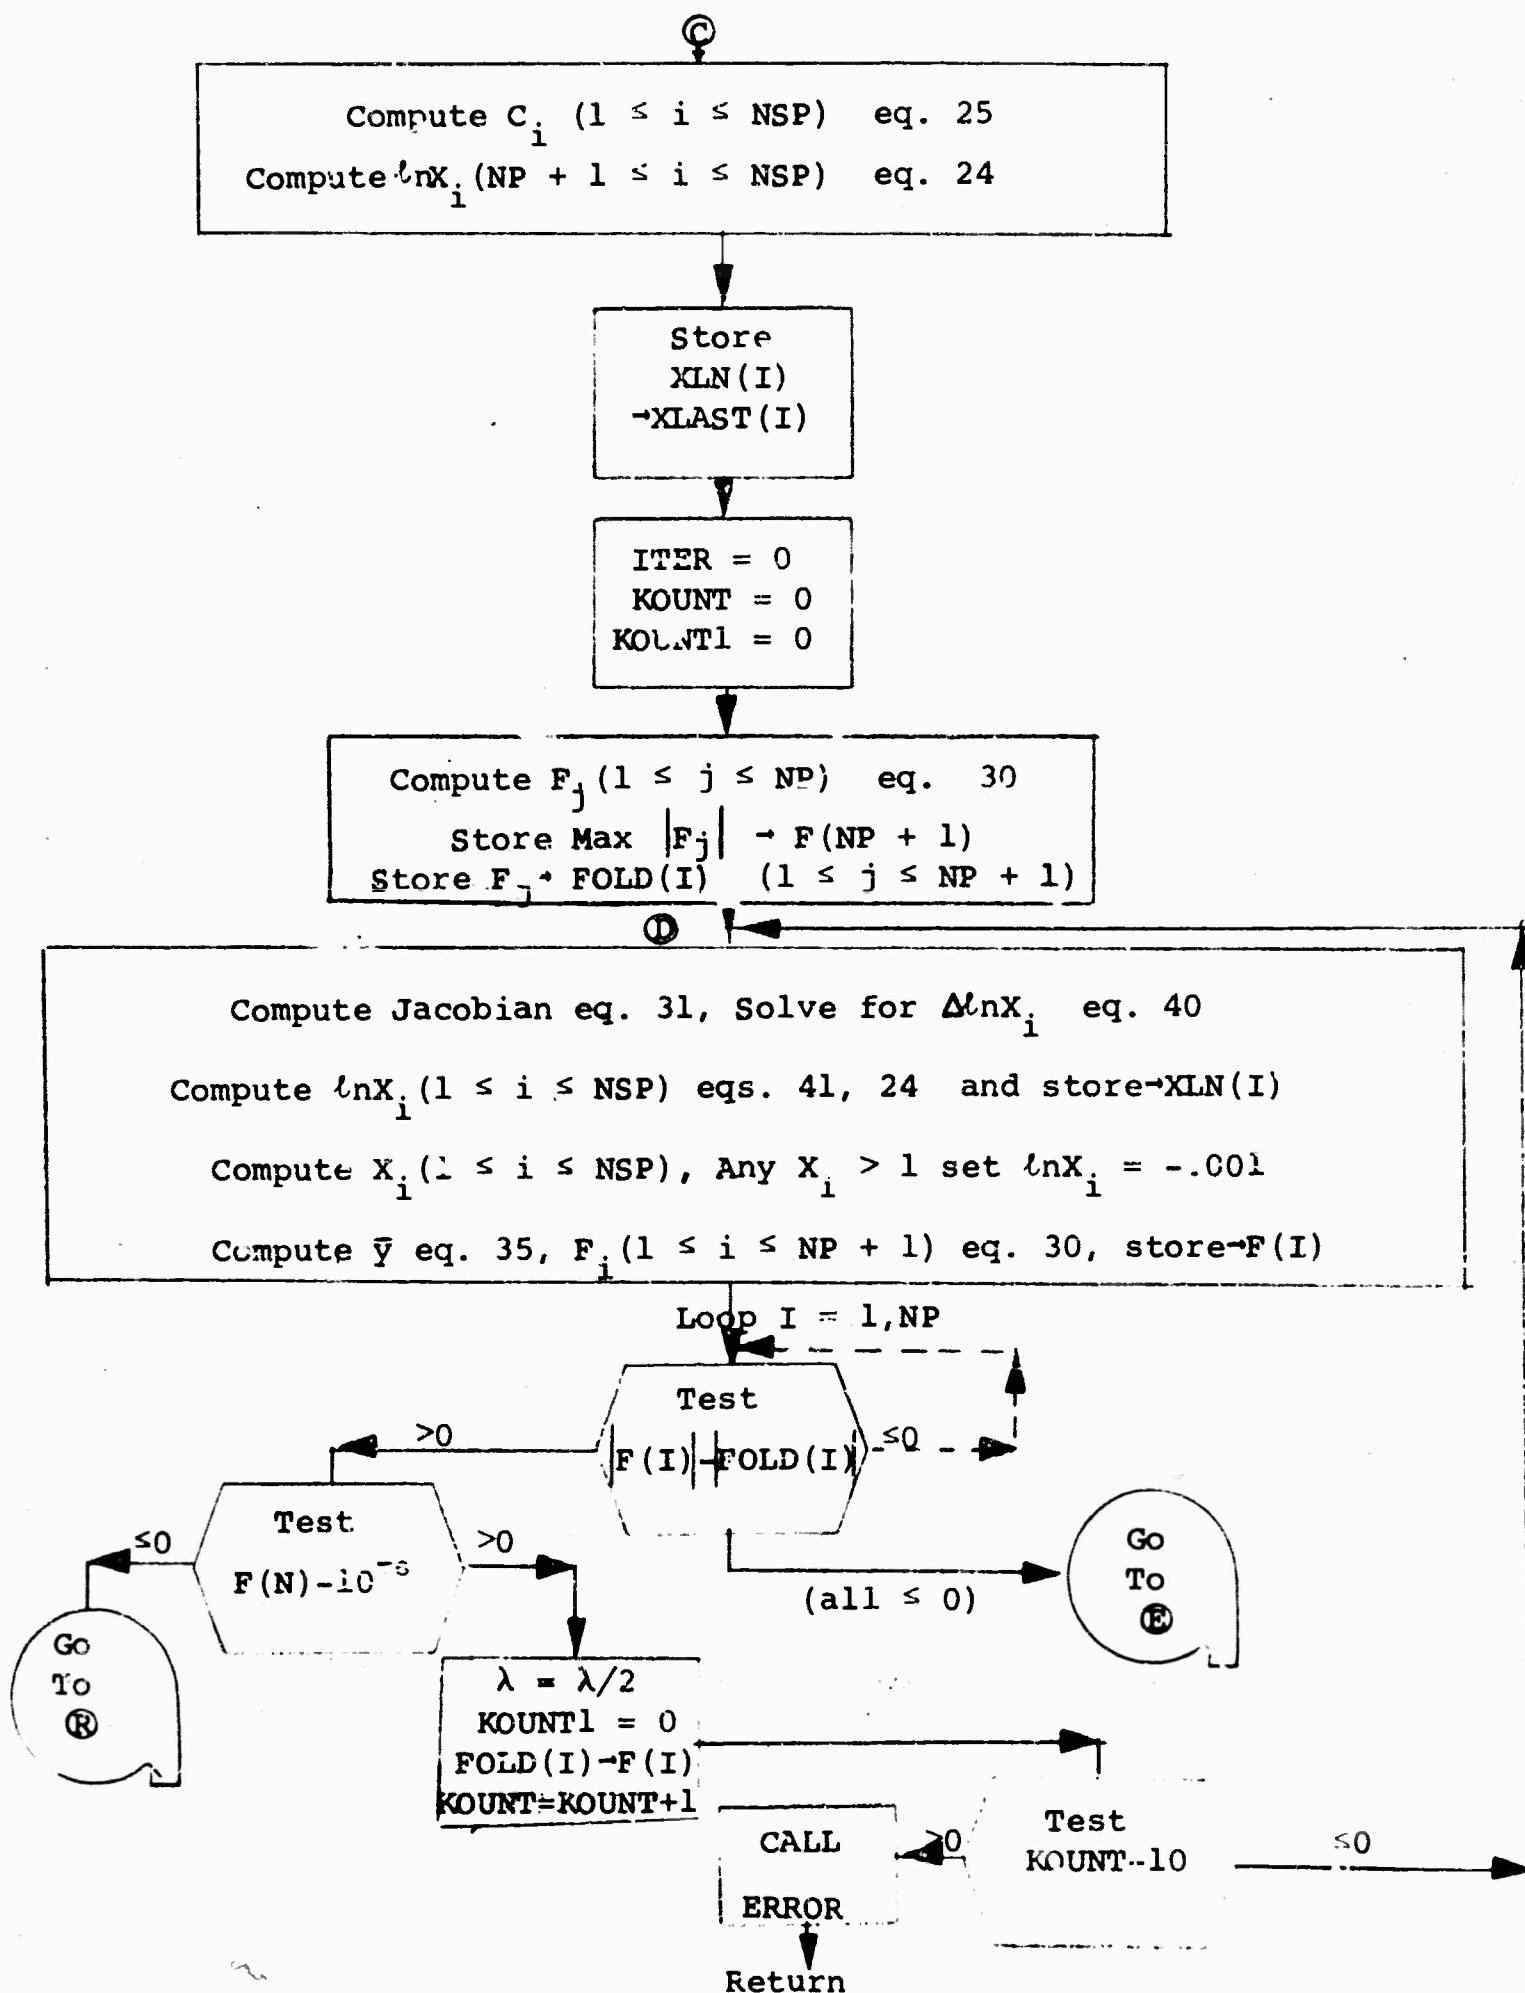 Ⓒ
Compute C_i (1 ≤ i ≤ NSP) eq. 25
Compute ℓnX_i (NP + 1 ≤ i ≤ NSP) eq. 24
Store
XLN(I)
→XLAST(I)
ITER = 0
KOUNT = 0
KOUNT1 = 0
Compute F_j (1 ≤ j ≤ NP) eq. 30
Store Max |F_j| → F(NP + 1)
Store F_j → FOLD(I) (1 ≤ j ≤ NP + 1)
Ⓓ
Compute Jacobian eq. 31, Solve for ΔℓnX_i eq. 40
Compute ℓnX_i (1 ≤ i ≤ NSP) eqs. 41, 24 and store→XLN(I)
Compute X_i (1 ≤ i ≤ NSP), Any X_i > 1 set ℓnX_i = -.001
Compute ȳ eq. 35, F_i (1 ≤ i ≤ NP + 1) eq. 30, store→F(I)
Loop I = 1,NP
Test
|F(I)|-|FOLD(I)|
>0
≤0
Test
F(N)-10
≤0
>0
(all ≤ 0)
Go
To
Ⓔ
Go
To
Ⓡ
λ = λ/2
KOUNT1 = 0
FOLD(I)→F(I)
KOUNT=KOUNT+1
Test
KOUNT-10
>0
≤0
CALL
ERROR
Return